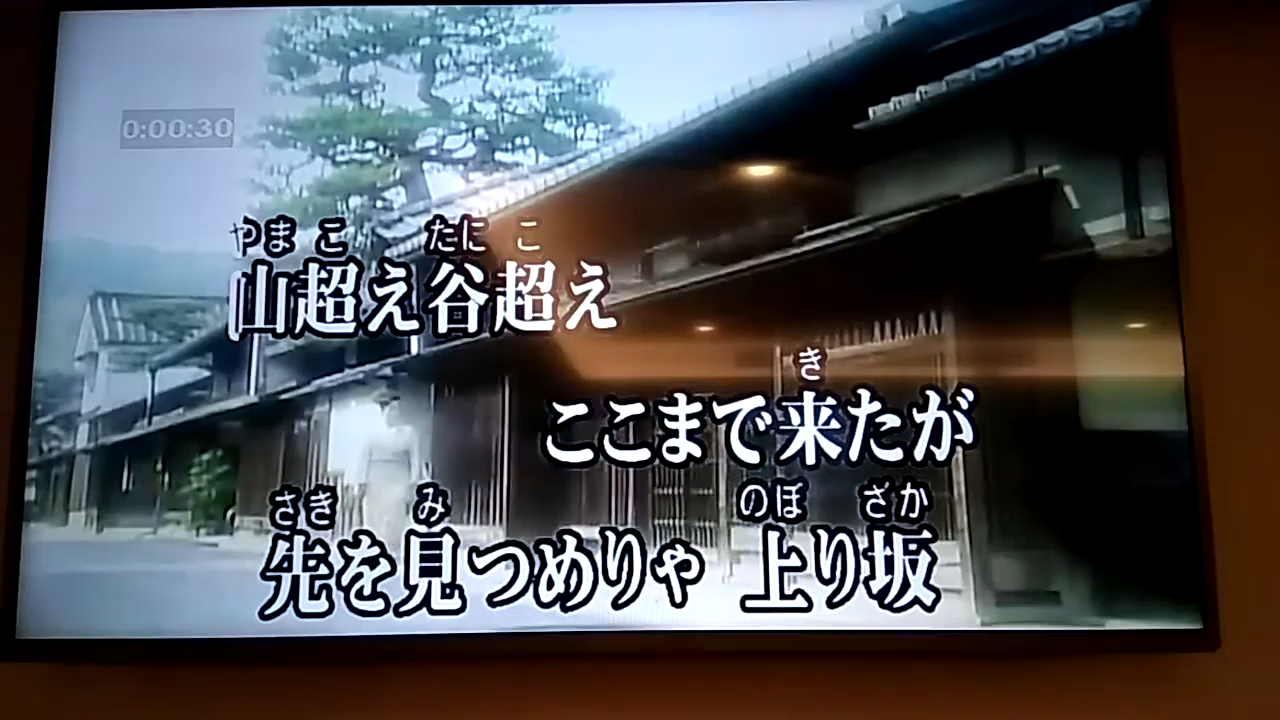 0:00:30
やま こ たに こ
山超え谷超え
き
ここまで来たが
さき み のぼ ざか
先を見つめりゃ 上り坂